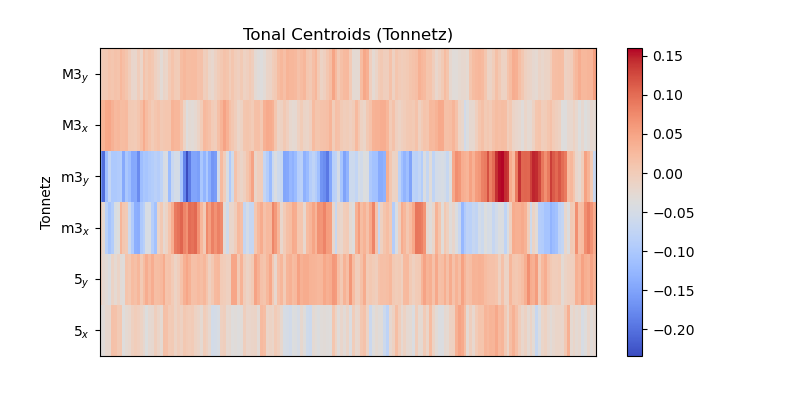 Tonal Centroids (Tonnetz)
Tonnetz
M3y
M3x
m3y
m3x
5y
5x
0.15
0.10
0.05
0.00
−0.05
−0.10
−0.15
−0.20